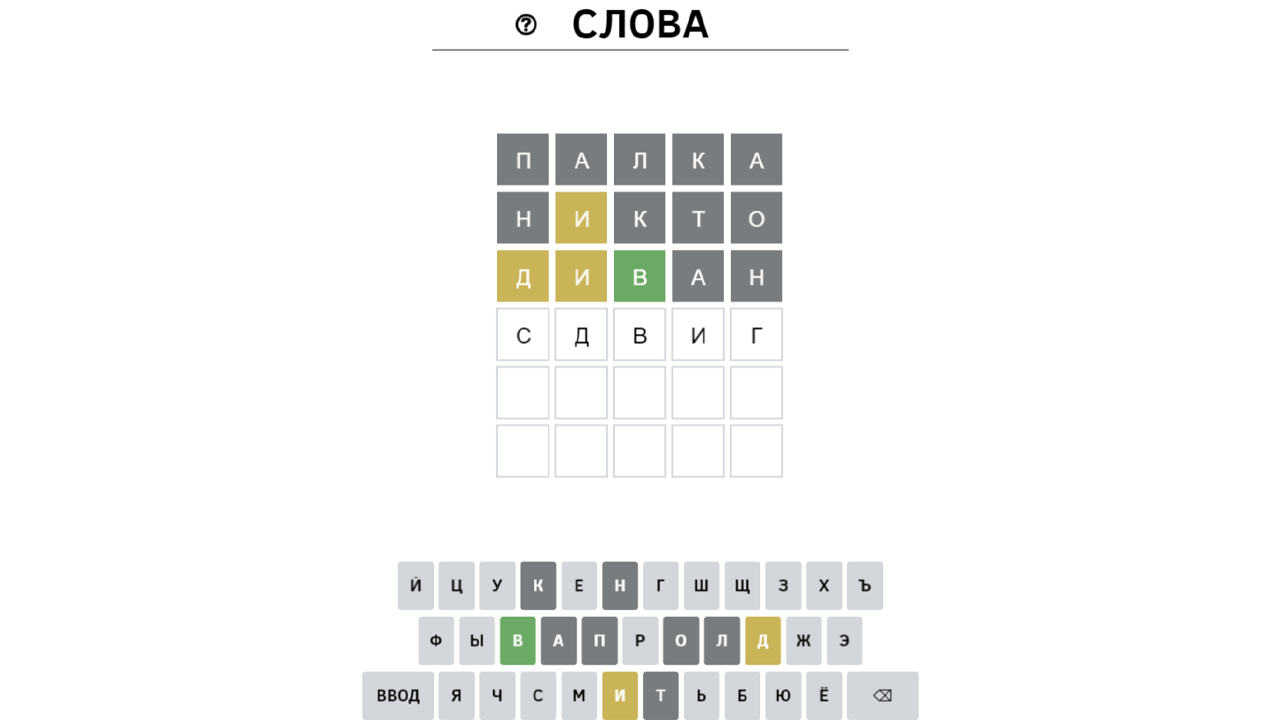 ? СЛОВА
П А Л К А
Н И К Т О
Д И В А Н
С Д В И Г
Й Ц У К Е Н Г Ш Щ З Х Ъ
Ф Ы В А П Р О Л Д Ж Э
ВВОД Я Ч С М И Т Ь Б Ю Ё ⌫